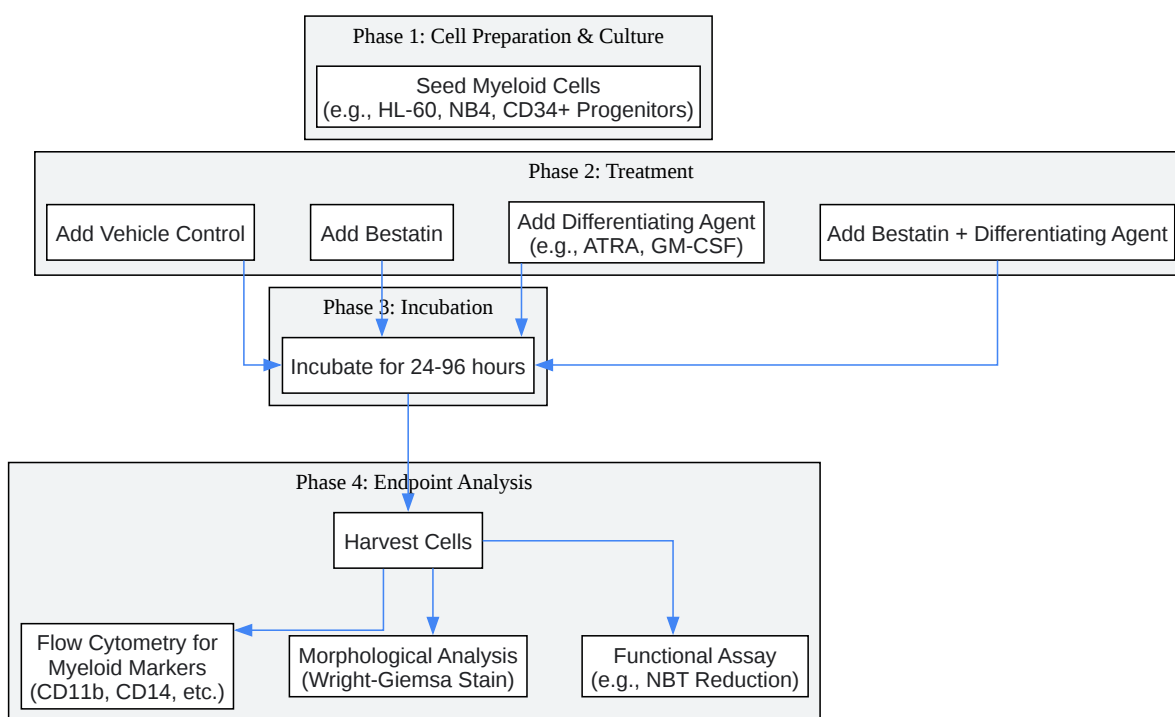 Phase 1: Cell Preparation & Culture
Seed Myeloid Cells
(e.g., HL-60, NB4, CD34+ Progenitors)
Phase 2: Treatment
Add Vehicle Control
Add Bestatin
Add Differentiating Agent
(e.g., ATRA, GM-CSF)
Add Bestatin + Differentiating Agent
Phase 3: Incubation
Incubate for 24-96 hours
Phase 4: Endpoint Analysis
Harvest Cells
Flow Cytometry for
Myeloid Markers
(CD11b, CD14, etc.)
Morphological Analysis
(Wright-Giemsa Stain)
Functional Assay
(e.g., NBT Reduction)